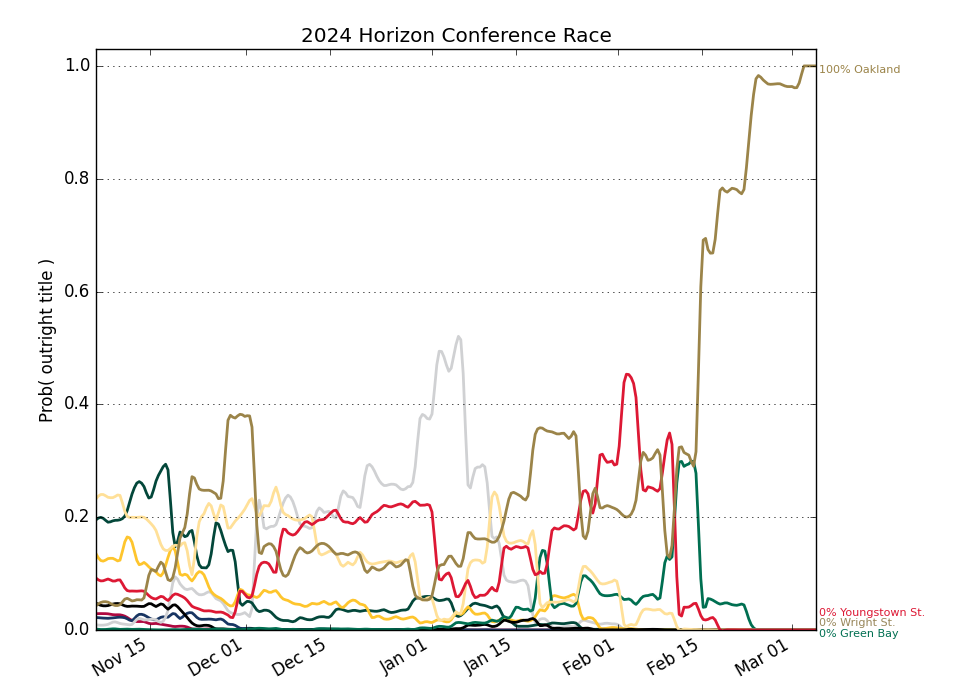 2024 Horizon Conference Race
1.0
0.8
0.6
0.4
0.2
0.0
Prob( outright title )
Nov 15
Dec 01
Dec 15
Jan 01
Jan 15
Feb 01
Feb 15
Mar 01
100% Oakland
0% Youngstown St.
0% Wright St.
0% Green Bay